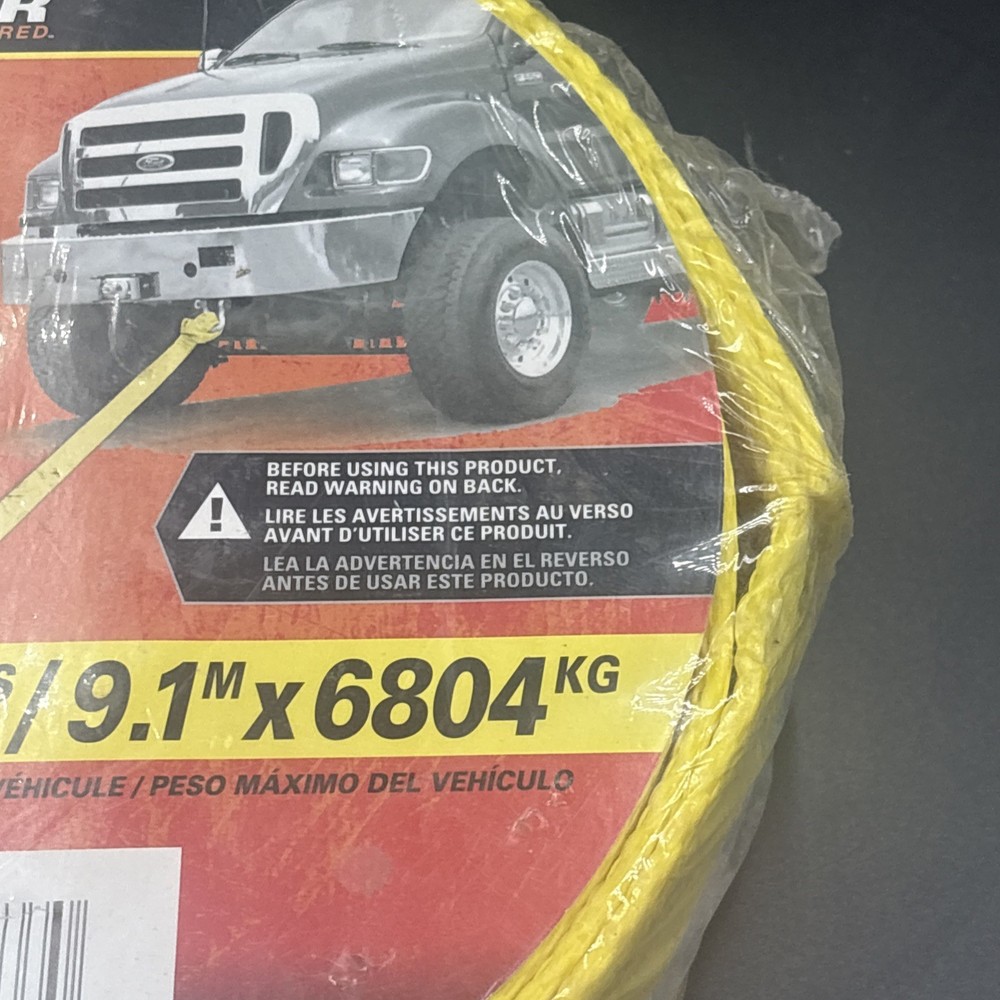 R
RED.
BEFORE USING THIS PRODUCT,
READ WARNING ON BACK.
LIRE LES AVERTISSEMENTS AU VERSO
AVANT D'UTILISER CE PRODUIT.
LEA LA ADVERTENCIA EN EL REVERSO
ANTES DE USAR ESTE PRODUCTO.
S / 9.1M x 6804KG
VÉHICULE / PESO MÁXIMO DEL VEHÍCULO